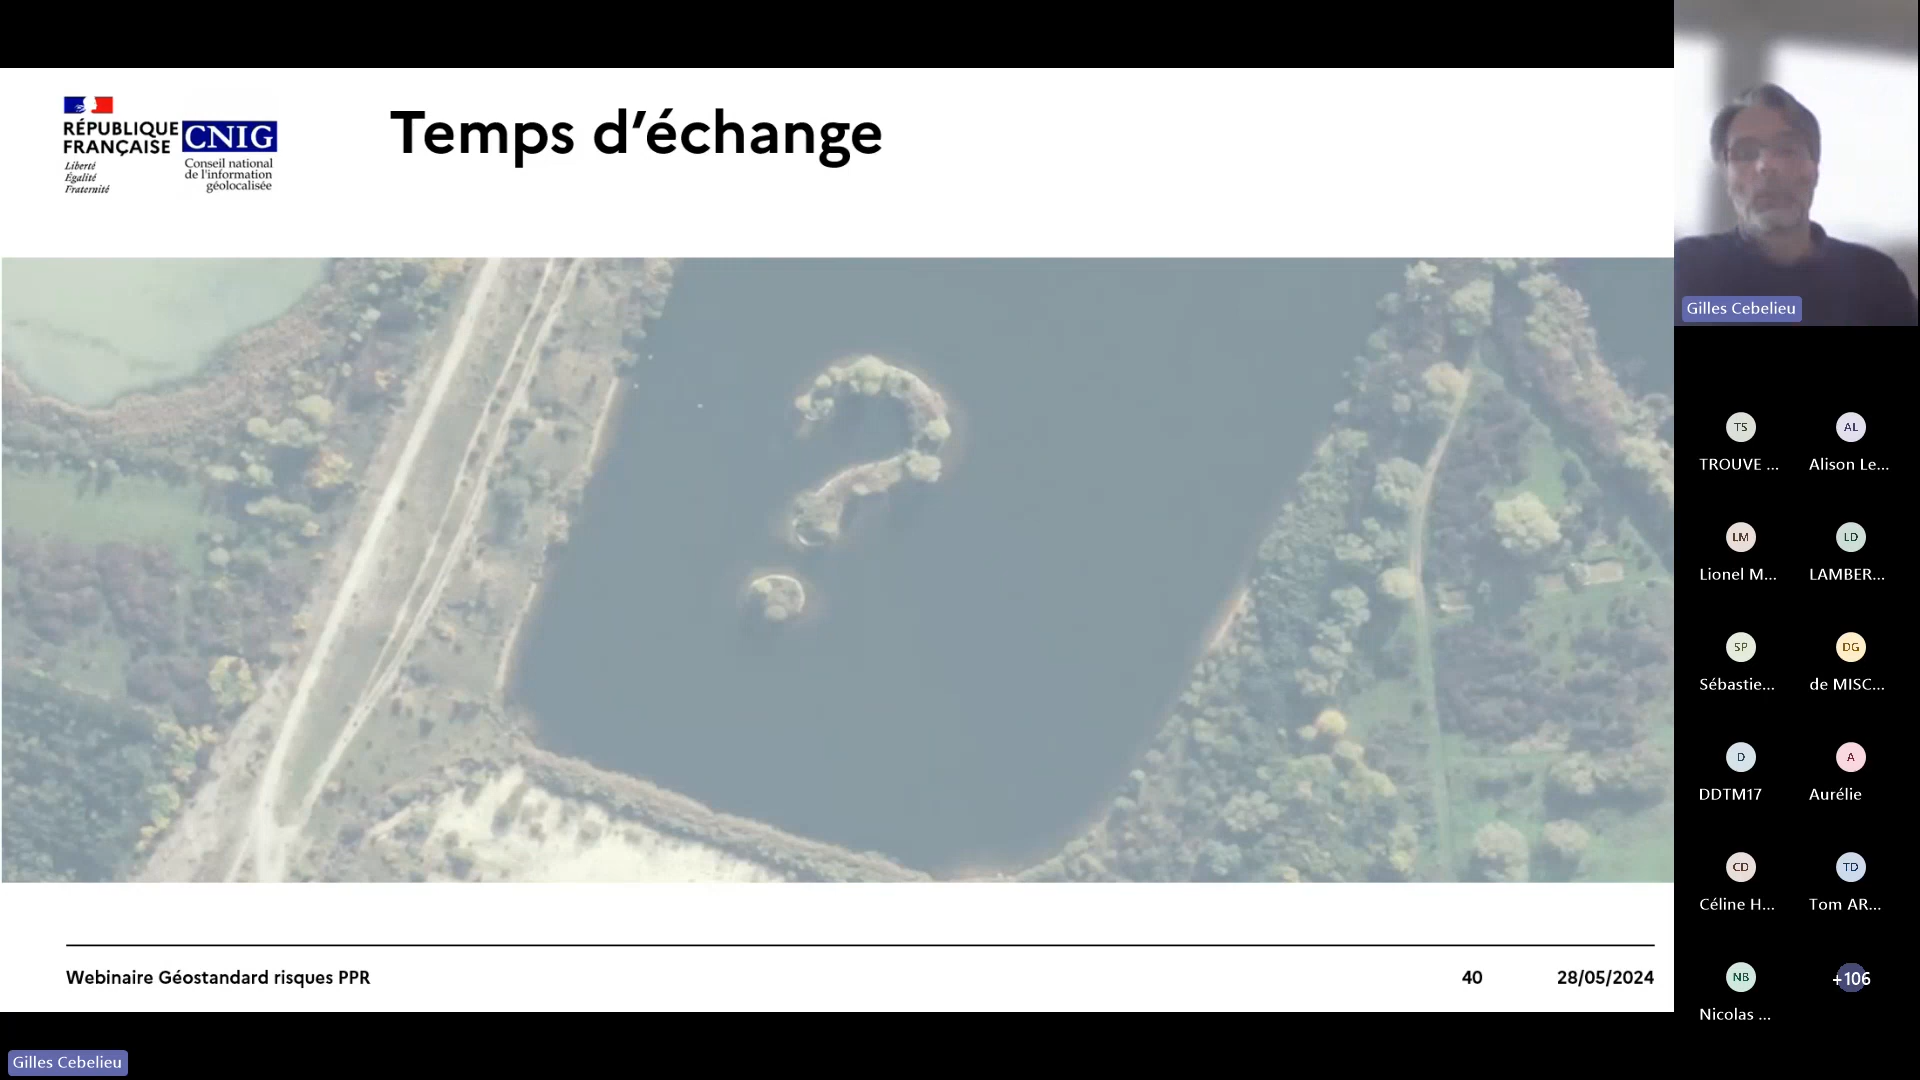 RÉPUBLIQUE
FRANÇAISE
Liberté
Égalité
Fraternité
CNIG
Conseil national
de l'information
géolocalisée
Temps d’échange
Webinaire Géostandard risques PPR
40
28/05/2024
Gilles Cebelieu
TS
AL
TROUVE ...
Alison Le...
LM
LD
Lionel M...
LAMBER...
SP
DG
Sébastie...
de MISC...
D
A
DDTM17
Aurélie
CD
TD
Céline H...
Tom AR...
NB
+106
Nicolas ...
Gilles Cebelieu